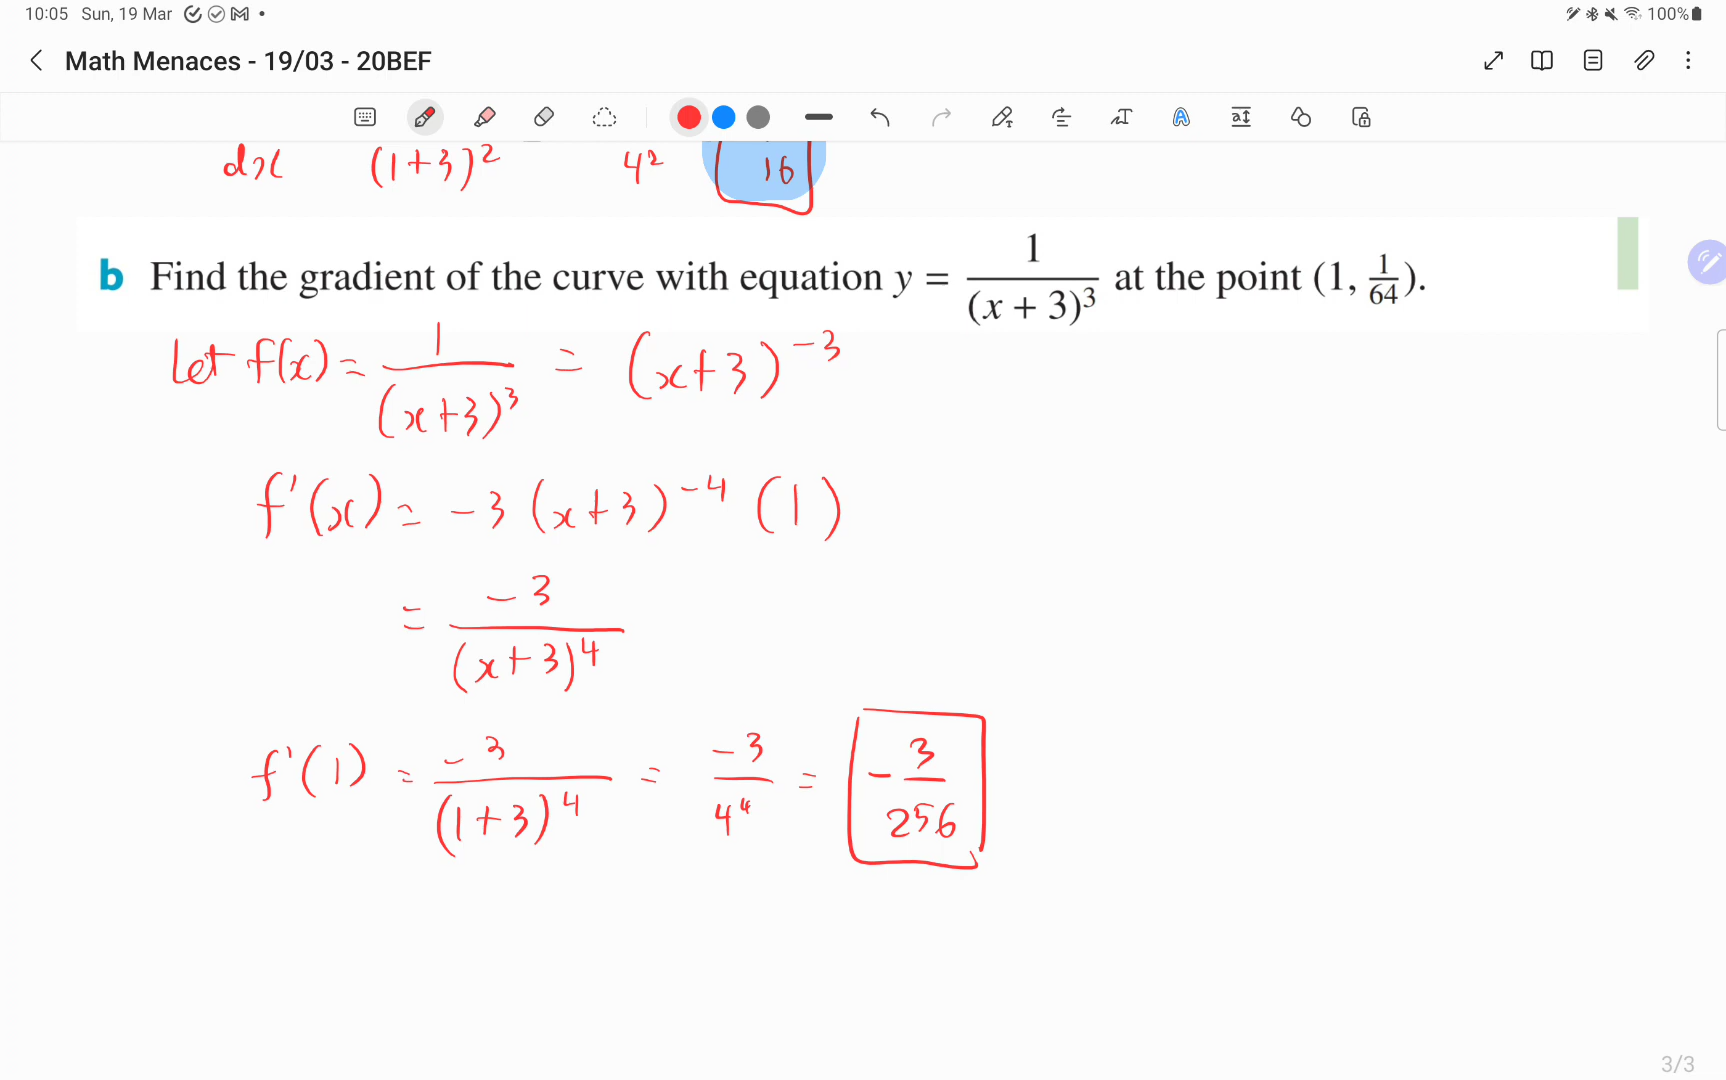 10:05 Sun, 19 Mar 100%
Math Menaces - 19/03 - 20BEF
dx (1+3)² 4² 16
b Find the gradient of the curve with equation y = 1/(x + 3)³ at the point (1, 1/64).
Let f(x) = 1/(x+3)³ = (x+3)⁻³
f'(x) = -3(x+3)⁻⁴(1)
= -3/(x+3)⁴
f'(1) = -3/(1+3)⁴ = -3/4⁴ = -3/256
3/3